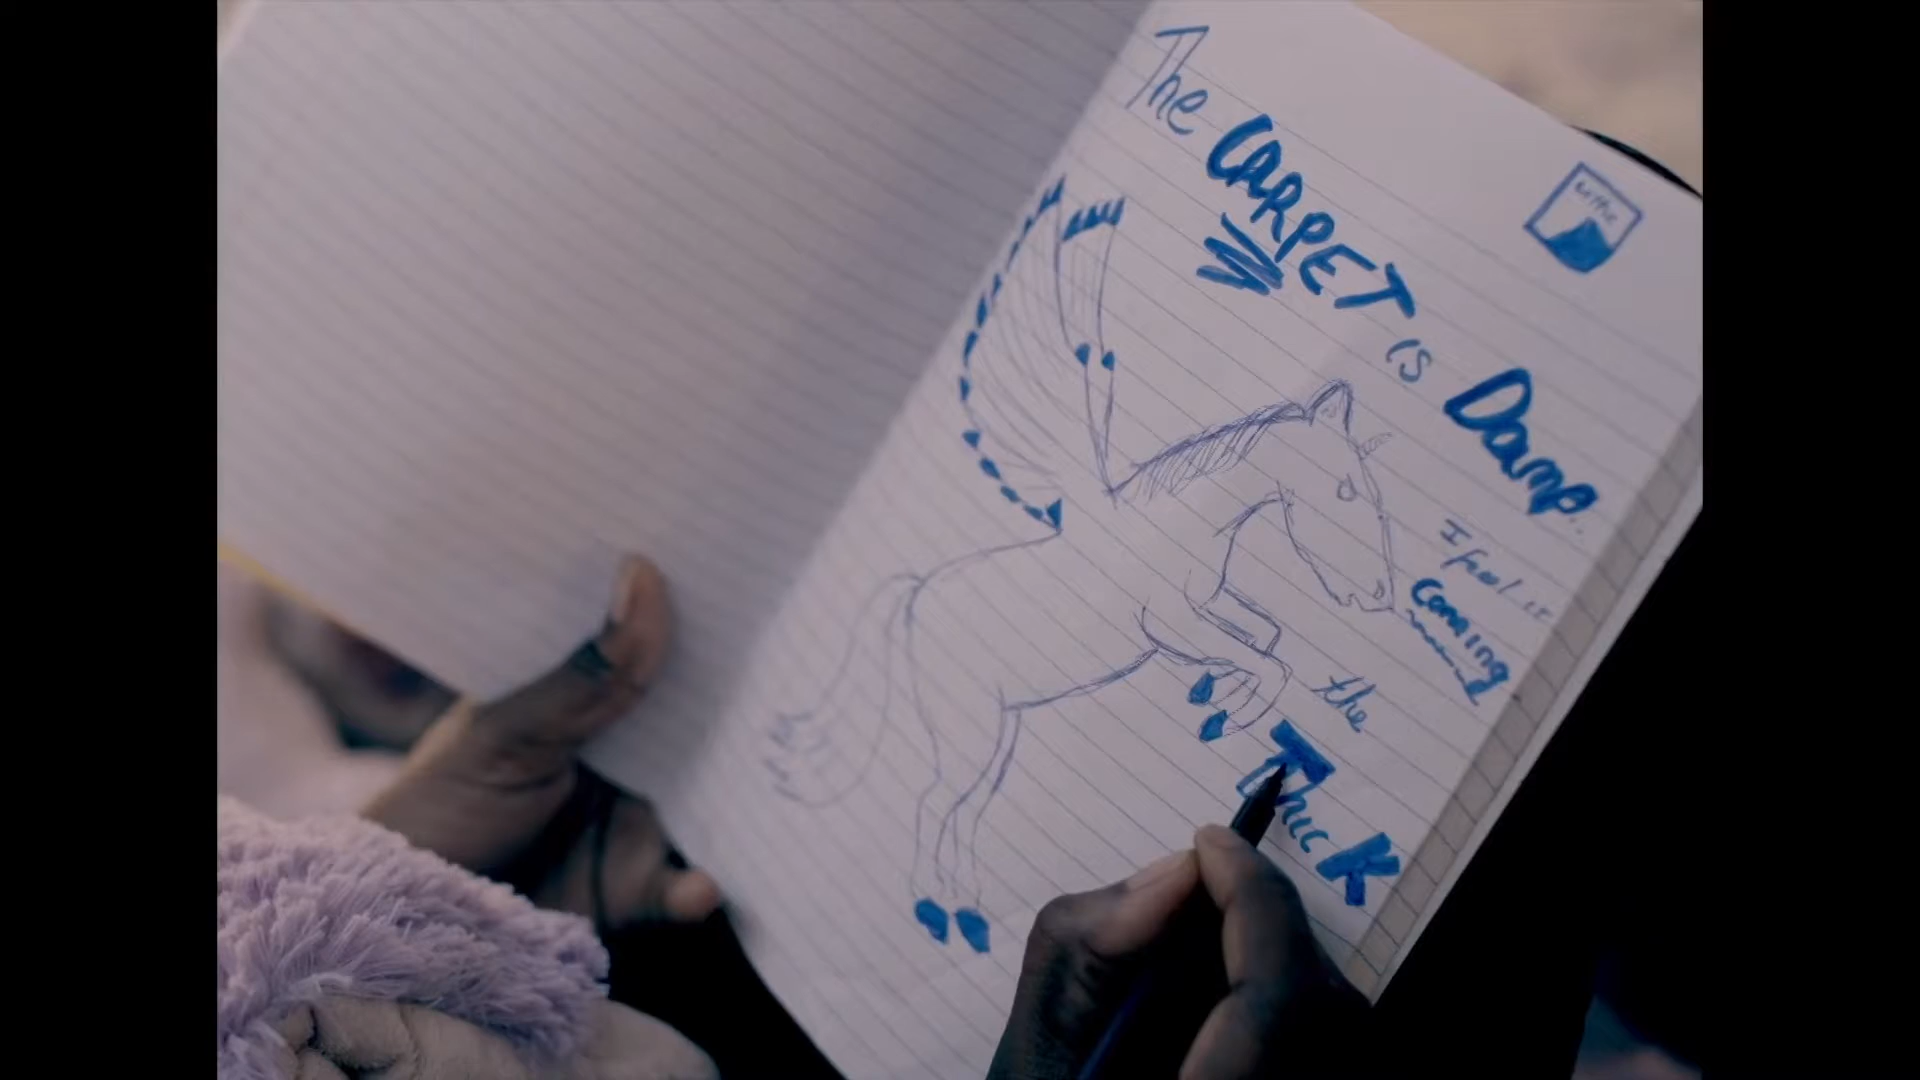 The CARPET is Damp.
I feel it
coming
the
Thick